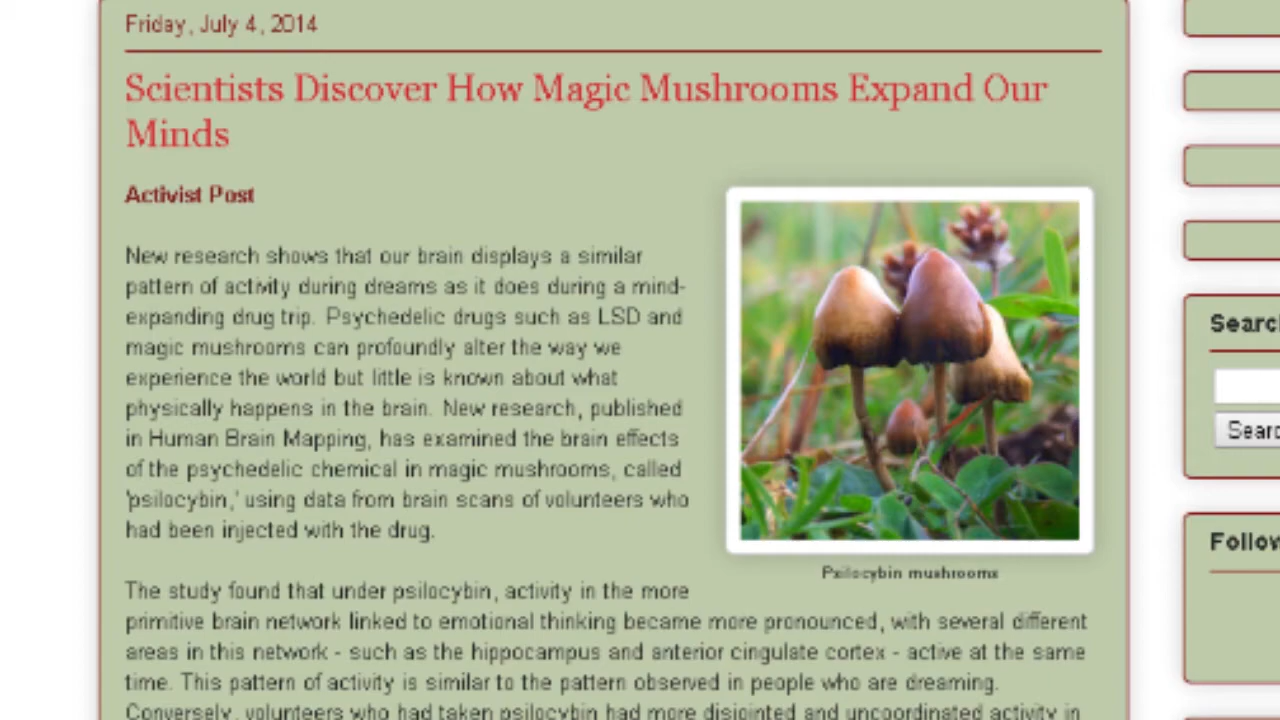 Friday, July 4, 2014
Scientists Discover How Magic Mushrooms Expand Our
Minds
Activist Post
New research shows that our brain displays a similar
pattern of activity during dreams as it does during a mind-
expanding drug trip. Psychedelic drugs such as LSD and
magic mushrooms can profoundly alter the way we
experience the world but little is known about what
physically happens in the brain. New research, published
in Human Brain Mapping, has examined the brain effects
of the psychedelic chemical in magic mushrooms, called
'psilocybin,' using data from brain scans of volunteers who
had been injected with the drug.
Psilocybin mushrooms
The study found that under psilocybin, activity in the more
primitive brain network linked to emotional thinking became more pronounced, with several different
areas in this network - such as the hippocampus and anterior cingulate cortex - active at the same
time. This pattern of activity is similar to the pattern observed in people who are dreaming.
Conversely, volunteers who had taken psilocybin had more disjointed and uncoordinated activity in
Searc
Searc
Follow